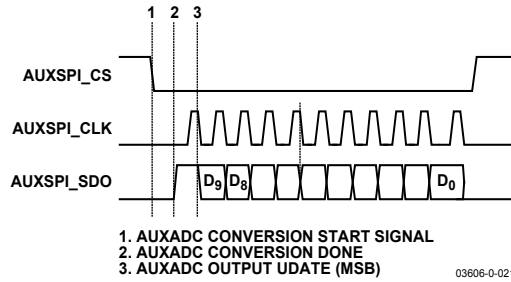 1 2 3
AUXSPI_CS
AUXSPI_CLK
AUXSPI_SDO
D9 D8 D0
1. AUXADC CONVERSION START SIGNAL
2. AUXADC CONVERSION DONE
3. AUXADC OUTPUT UDATE (MSB)
03606-0-021